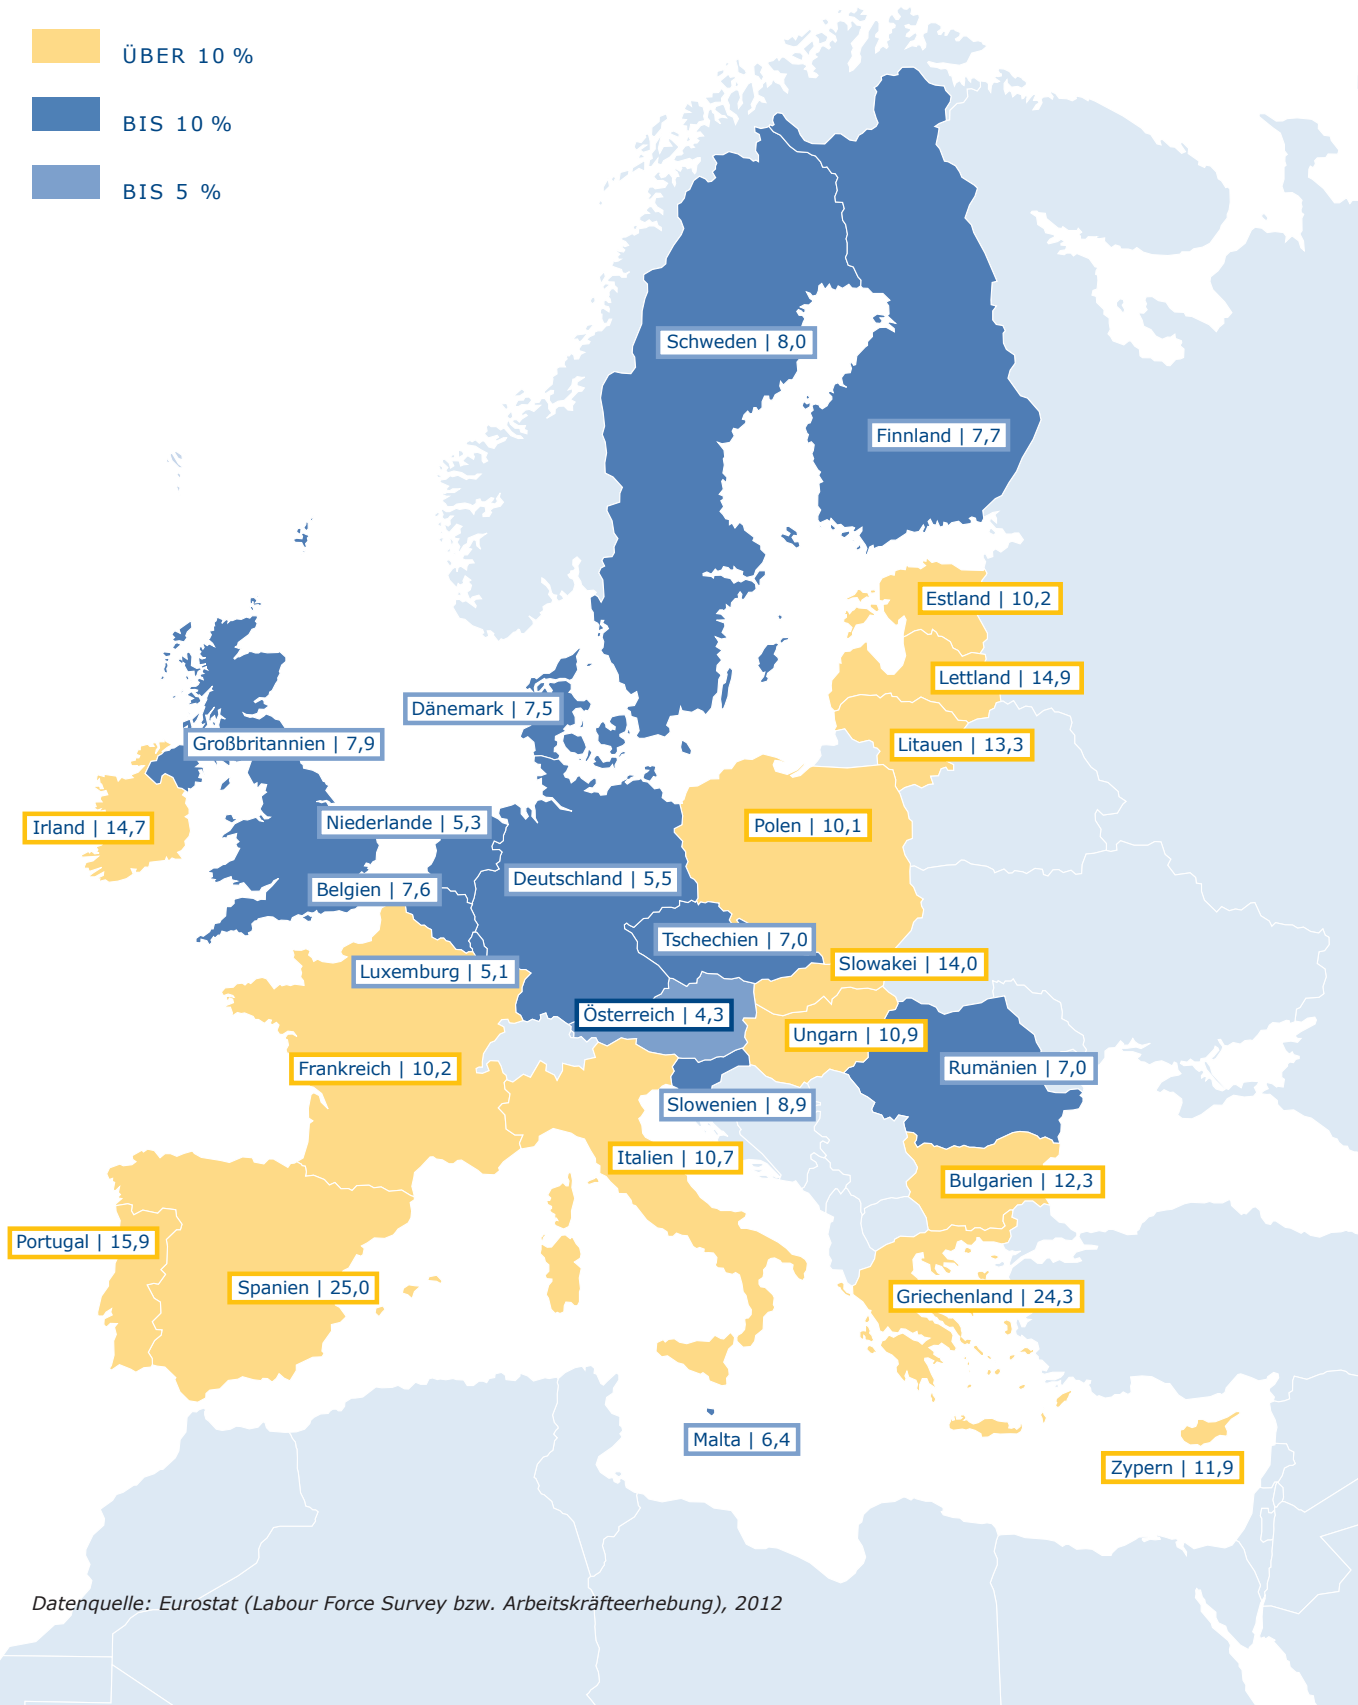 ÜBER 10 %
BIS 10 %
BIS 5 %
Schweden | 8,0
Finnland | 7,7
Estland | 10,2
Lettland | 14,9
Dänemark | 7,5
Großbritannien | 7,9
Litauen | 13,3
Irland | 14,7
Niederlande | 5,3
Polen | 10,1
Deutschland | 5,5
Belgien | 7,6
Tschechien | 7,0
Slowakei | 14,0
Luxemburg | 5,1
Österreich | 4,3
Ungarn | 10,9
Frankreich | 10,2
Rumänien | 7,0
Slowenien | 8,9
Italien | 10,7
Bulgarien | 12,3
Portugal | 15,9
Spanien | 25,0
Griechenland | 24,3
Malta | 6,4
Zypern | 11,9
Datenquelle: Eurostat (Labour Force Survey bzw. Arbeitskräfteerhebung), 2012